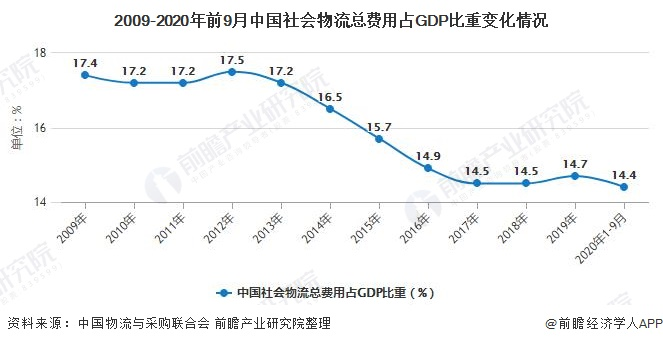 2009-2020年前9月中国社会物流总费用占GDP比重变化情况
单位：%
18
16
14
17.4
17.2
17.2
17.5
17.2
16.5
15.7
14.9
14.5
14.5
14.7
14.4
2009年
2010年
2011年
2012年
2013年
2014年
2015年
2016年
2017年
2018年
2019年
2020年1-9月
中国社会物流总费用占GDP比重（%）
前瞻产业研究院
资料来源：中国物流与采购联合会 前瞻产业研究院整理
@前瞻经济学人APP